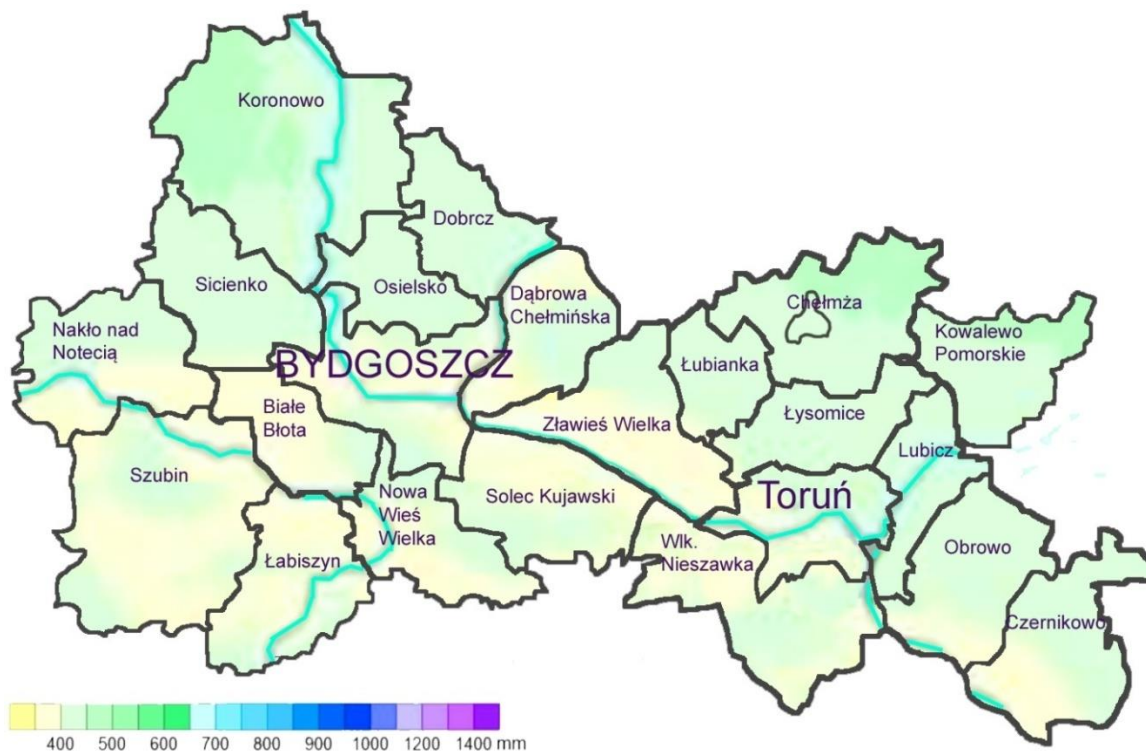 Koronowo
Dobrcz
Sicienko
Osielsko
Dąbrowa
Chełmińska
Chełmża
Nakło nad
Notecią
Kowalewo
Pomorskie
BYDGOSZCZ
Łubianka
Białe
Błota
Zławieś Wielka
Łysomice
Szubin
Lubicz
Nowa
Wieś
Wielka
Solec Kujawski
Toruń
Łabiszyn
Wlk.
Nieszawka
Obrowo
Czernikowo
400 500 600 700 800 900 1000 1200 1400 mm